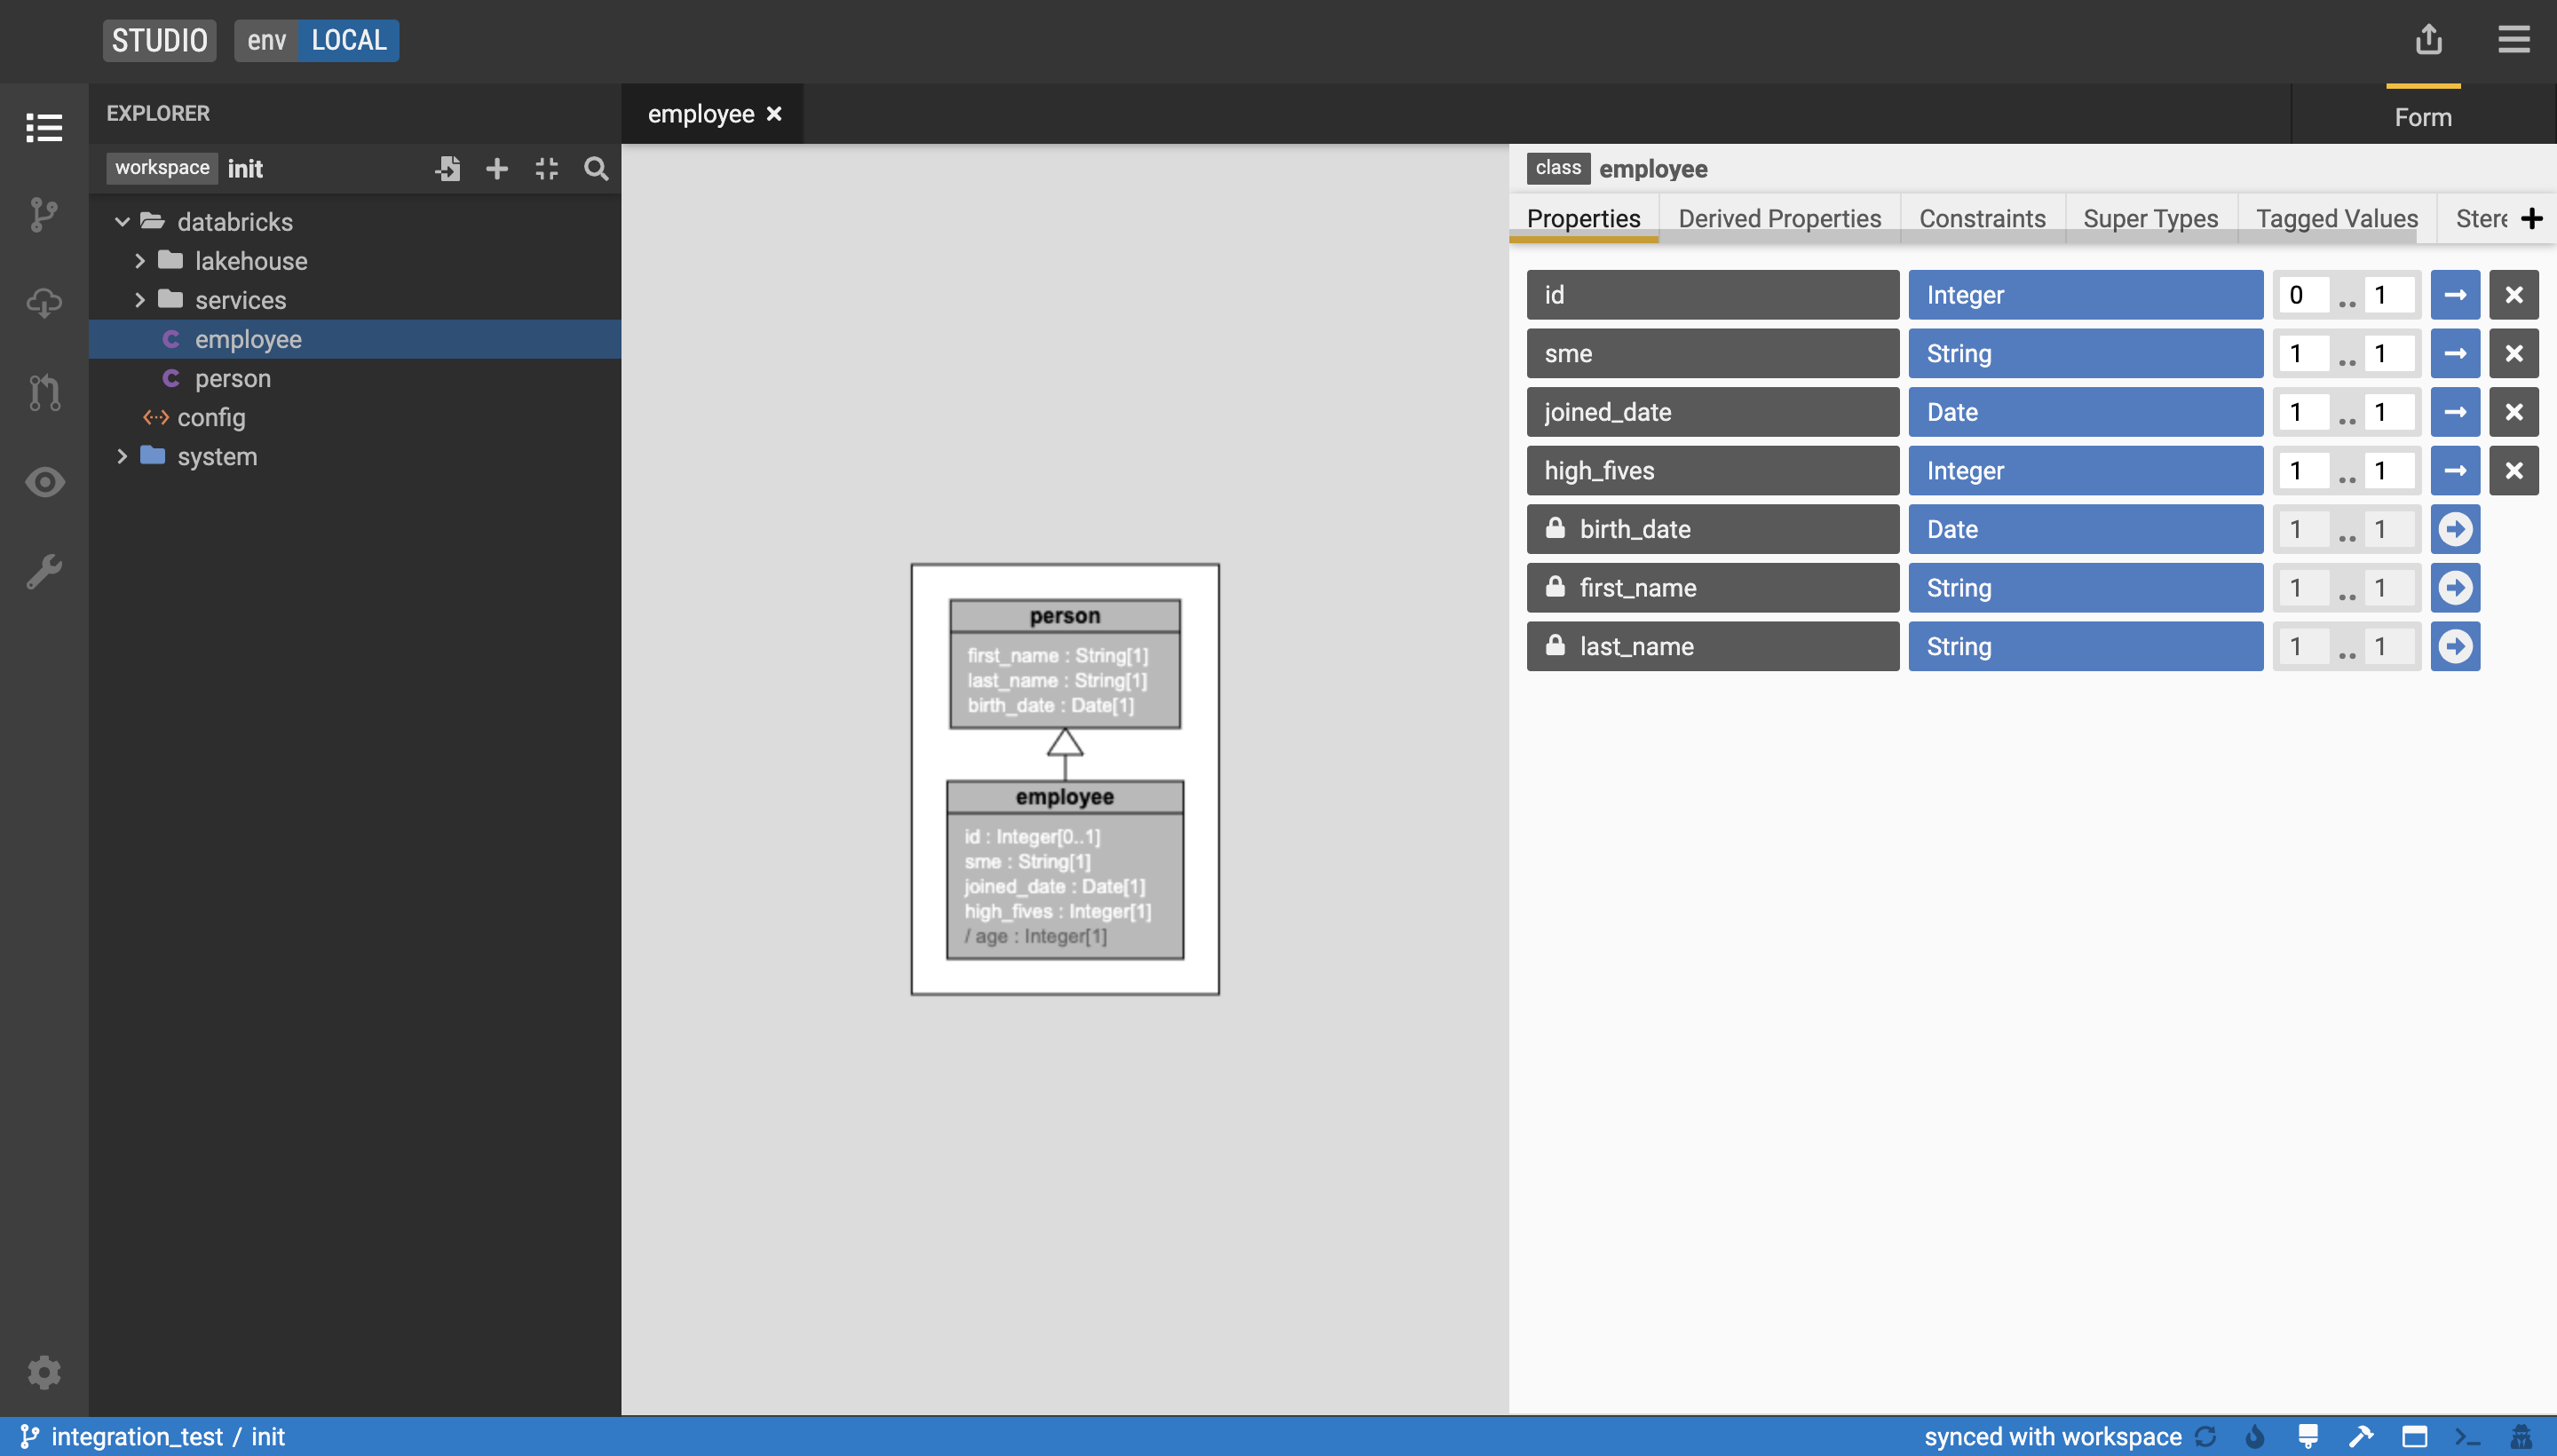 STUDIO env LOCAL
EXPLORER
workspace init
databricks
lakehouse
services
employee
person
config
system
employee
person
first_name : String[1]
last_name : String[1]
birth_date : Date[1]
employee
id : Integer[0..1]
sme : String[1]
joined_date : Date[1]
high_fives : Integer[1]
/ age : Integer[1]
Form
class employee
Properties Derived Properties Constraints Super Types Tagged Values Stere
id Integer 0 .. 1
sme String 1 .. 1
joined_date Date 1 .. 1
high_fives Integer 1 .. 1
birth_date Date 1 .. 1
first_name String 1 .. 1
last_name String 1 .. 1
integration_test / init
synced with workspace